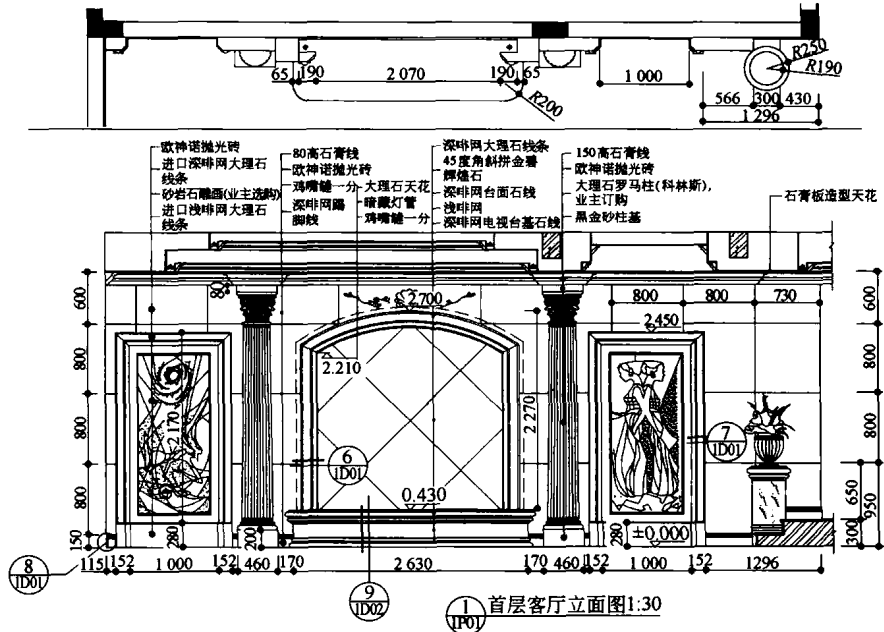 R250
R190
65 190 2 070 190 65
R200
1 000
566 300 430
1 296
欧神诺抛光砖
进口深啡网大理石
线条
砂岩石雕画(业主选购)
进口浅啡网大理石
线条
80高石膏线
欧神诺抛光砖
鸡嘴缝一分
深啡网踢
脚线
大理石天花
暗藏灯管
鸡嘴缝一分
深啡网大理石线条
45度角斜拼金碧
辉煌石
深啡网台面石线
浅啡网
深啡网电视台基石线
150高石膏线
欧神诺抛光砖
大理石罗马柱(科林斯),
业主订购
黑金砂柱基
石膏板造型天花
600
800
800
800
150
80
2.700
2.210
2 170
2 270
0.430
280
200
280
±0.000
2.450
800 800 730
600
800
800
650
300
950
6
1D01
7
1D01
8
1D01
9
1D02
115 152 1 000 152 460 170 2 630 170 460 152 1 000 152 1296
1
1P01
首层客厅立面图1:30